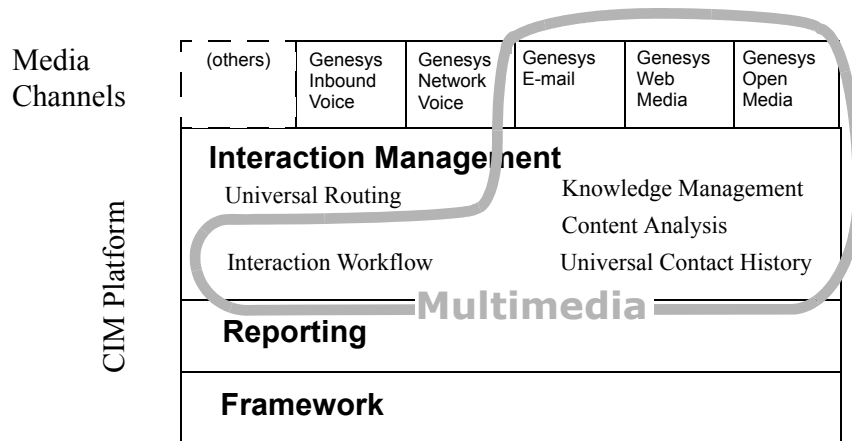 Media
Channels
(others)
Genesys
Inbound
Voice
Genesys
Network
Voice
Genesys
E-mail
Genesys
Web
Media
Genesys
Open
Media
CIM Platform
Interaction Management
Universal Routing
Interaction Workflow
Knowledge Management
Content Analysis
Universal Contact History
Multimedia
Reporting
Framework